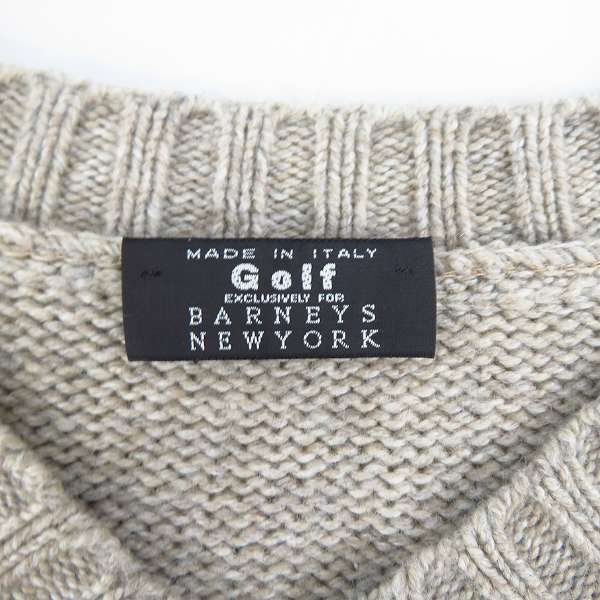 MADE IN ITALY
Golf
EXCLUSIVELY FOR
BARNEYS
NEWYORK